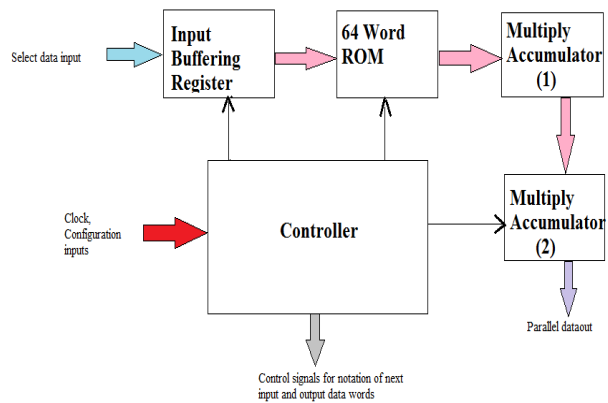 Select data input
Input
Buffering
Register
64 Word
ROM
Multiply
Accumulator
(1)
Clock,
Configuration
inputs
Controller
Multiply
Accumulator
(2)
Parallel dataout
Control signals for notation of next
input and output data words